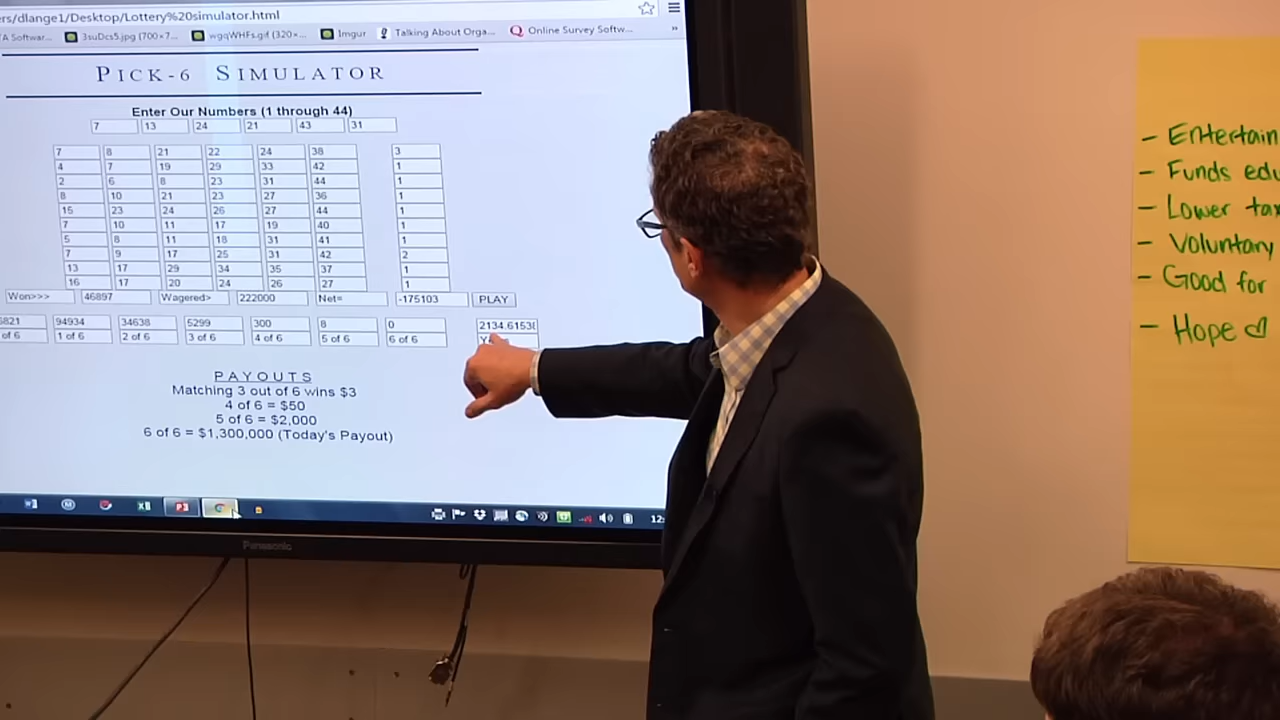 ers/dlange1/Desktop/Lottery%20simulator.html
A Softwar... 3suDcs5.jpg (700×7... wgqWHFs.gif (320×... Imgur Talking About Orga... Online Survey Softw... »
PICK-6 SIMULATOR
Enter Our Numbers (1 through 44)
7 13 24 21 43 31
7 8 21 22 24 38 3
4 7 19 29 33 42 1
2 6 8 23 31 44 1
8 10 21 23 27 36 1
15 23 24 26 27 44 1
7 10 11 17 19 40 1
5 8 11 18 31 41 1
7 9 17 25 31 42 2
13 17 29 34 35 37 1
16 17 20 24 26 27 1
Won>>> 46897 Wagered> 222000 Net= -175103 PLAY
6821 94934 34638 5299 300 8 0 2134.6153
of 6 1 of 6 2 of 6 3 of 6 4 of 6 5 of 6 6 of 6
PAYOUTS
Matching 3 out of 6 wins $3
4 of 6 = $50
5 of 6 = $2,000
6 of 6 = $1,300,000 (Today's Payout)
12:
Panasonic
- Entertain
- Funds edu
- Lower tax
- Voluntary
- Good for
- Hope